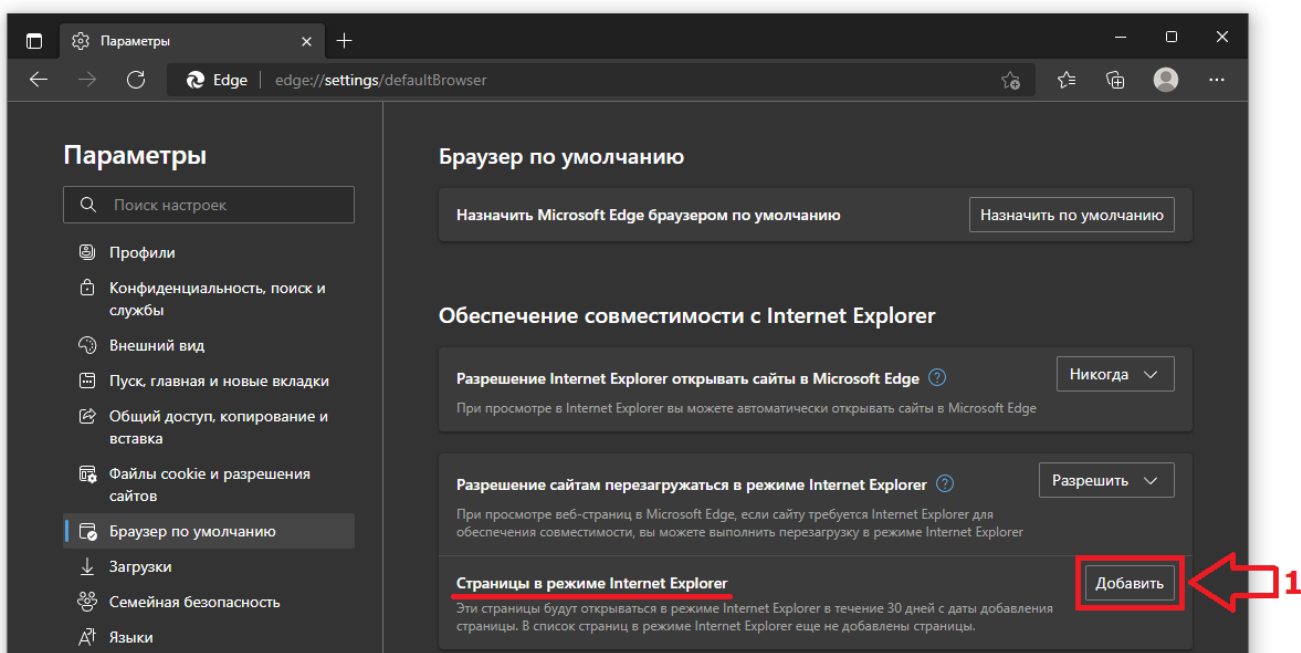 Параметры
Edge edge://settings/defaultBrowser
Параметры
Поиск настроек
Профили
Конфиденциальность, поиск и
службы
Внешний вид
Пуск, главная и новые вкладки
Общий доступ, копирование и
вставка
Файлы cookie и разрешения
сайтов
Браузер по умолчанию
Загрузки
Семейная безопасность
Языки
Браузер по умолчанию
Назначить Microsoft Edge браузером по умолчанию
Назначить по умолчанию
Обеспечение совместимости с Internet Explorer
Разрешение Internet Explorer открывать сайты в Microsoft Edge
Никогда
При просмотре в Internet Explorer вы можете автоматически открывать сайты в Microsoft Edge
Разрешение сайтам перезагружаться в режиме Internet Explorer
Разрешить
При просмотре веб-страниц в Microsoft Edge, если сайту требуется Internet Explorer для
обеспечения совместимости, вы можете выполнить перезагрузку в режиме Internet Explorer
Страницы в режиме Internet Explorer
Добавить
1
Эти страницы будут открываться в режиме Internet Explorer в течение 30 дней с даты добавления
страницы. В список страниц в режиме Internet Explorer еще не добавлены страницы.